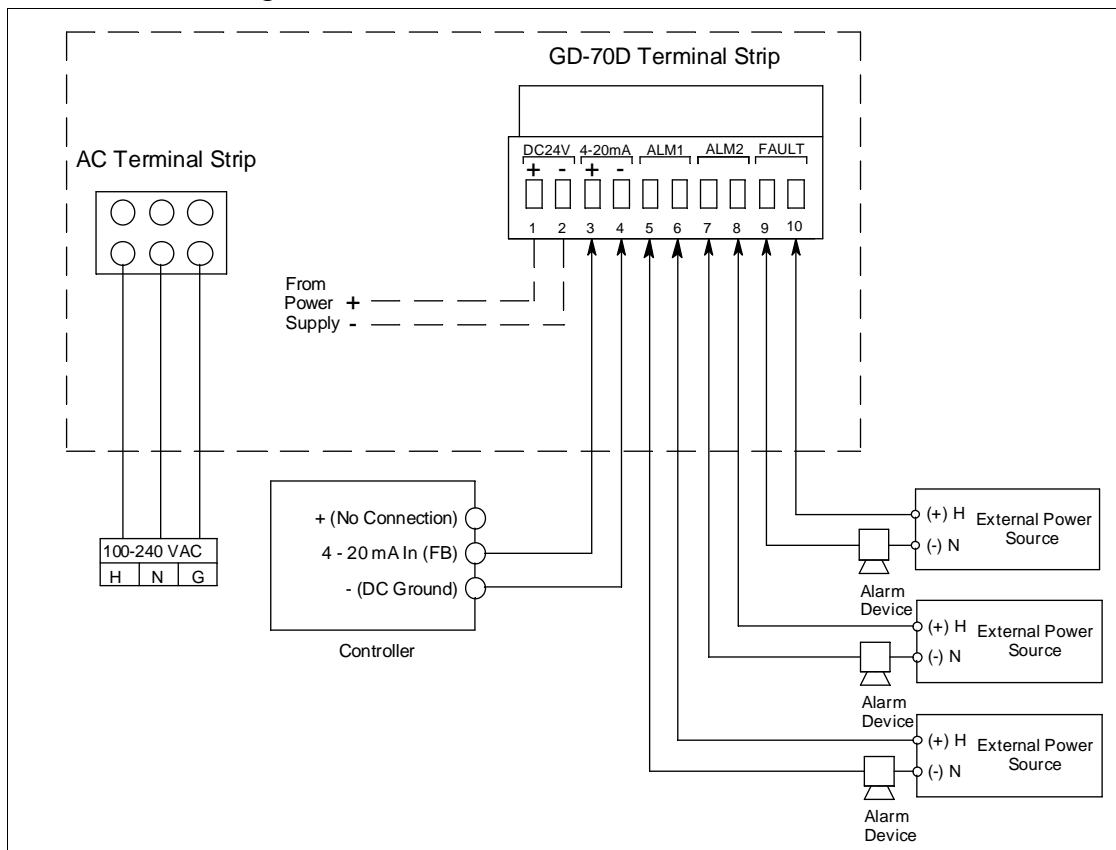 GD-70D Terminal Strip
AC Terminal Strip
DC24V 4-20mA ALM1 ALM2 FAULT
+ - + -
1 2 3 4 5 6 7 8 9 10
From
Power +
Supply -
+ (No Connection)
4 - 20 mA In (FB)
- (DC Ground)
Controller
100-240 VAC
H N G
(+) H External Power
Source
(-) N
Alarm
Device
(+) H External Power
Source
(-) N
Alarm
Device
(+) H External Power
Source
(-) N
Alarm
Device